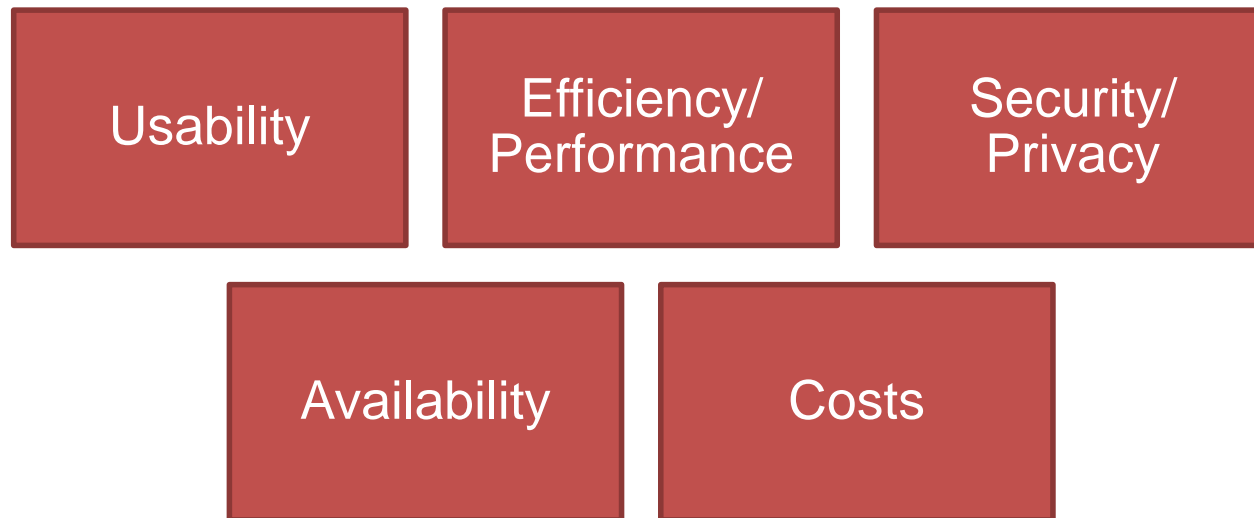 Usability
Efficiency/
Performance
Security/
Privacy
Availability
Costs